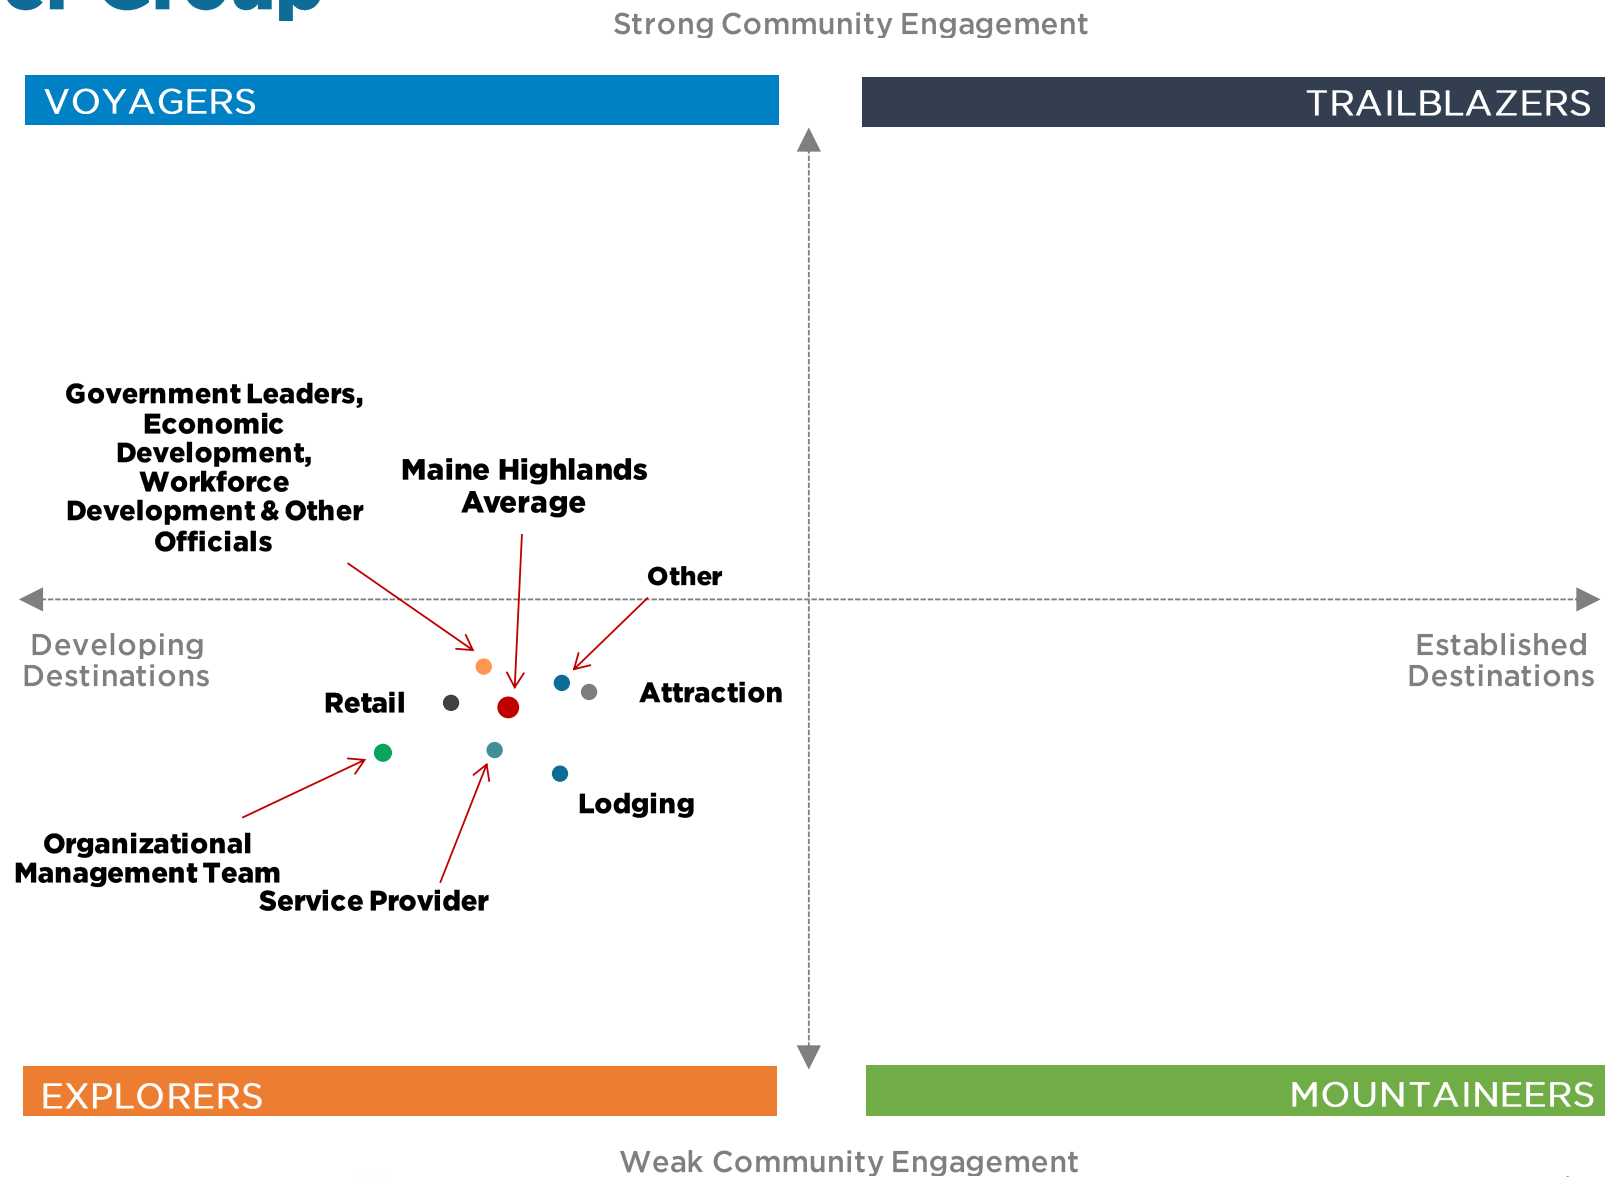 Group
Strong Community Engagement
VOYAGERS
TRAILBLAZERS
Government Leaders,
Economic
Development,
Workforce
Development & Other
Officials
Maine Highlands
Average
Other
Developing
Destinations
Established
Destinations
Retail
Attraction
Lodging
Organizational
Management Team
Service Provider
EXPLORERS
MOUNTAINEERS
Weak Community Engagement